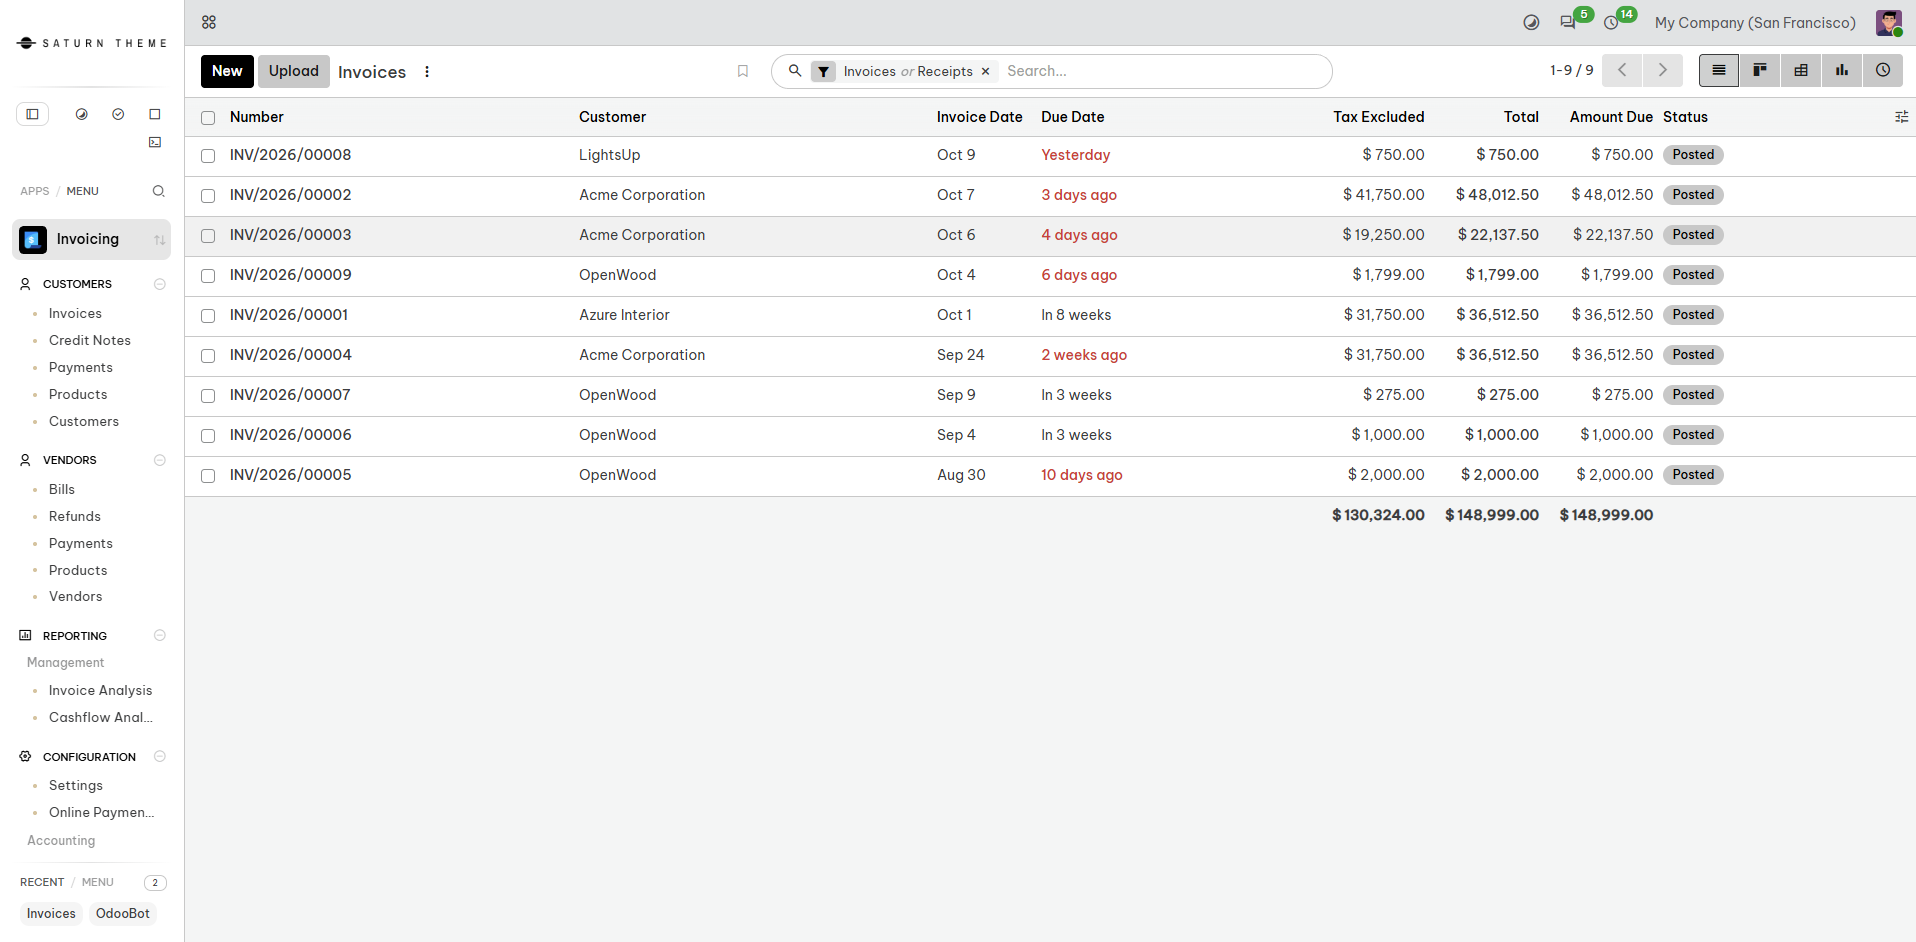 SATURN THEME
5
14
My Company (San Francisco)
New
Upload
Invoices
Invoices or Receipts
Search...
1-9 / 9
APPS / MENU
Invoicing
CUSTOMERS
Invoices
Credit Notes
Payments
Products
Customers
VENDORS
Bills
Refunds
Payments
Products
Vendors
REPORTING
Management
Invoice Analysis
Cashflow Anal...
CONFIGURATION
Settings
Online Paymen...
Accounting
RECENT / MENU 2
Invoices OdooBot
Number Customer Invoice Date Due Date Tax Excluded Total Amount Due Status
INV/2026/00008 LightsUp Oct 9 Yesterday $ 750.00 $ 750.00 $ 750.00 Posted
INV/2026/00002 Acme Corporation Oct 7 3 days ago $ 41,750.00 $ 48,012.50 $ 48,012.50 Posted
INV/2026/00003 Acme Corporation Oct 6 4 days ago $ 19,250.00 $ 22,137.50 $ 22,137.50 Posted
INV/2026/00009 OpenWood Oct 4 6 days ago $ 1,799.00 $ 1,799.00 $ 1,799.00 Posted
INV/2026/00001 Azure Interior Oct 1 In 8 weeks $ 31,750.00 $ 36,512.50 $ 36,512.50 Posted
INV/2026/00004 Acme Corporation Sep 24 2 weeks ago $ 31,750.00 $ 36,512.50 $ 36,512.50 Posted
INV/2026/00007 OpenWood Sep 9 In 3 weeks $ 275.00 $ 275.00 $ 275.00 Posted
INV/2026/00006 OpenWood Sep 4 In 3 weeks $ 1,000.00 $ 1,000.00 $ 1,000.00 Posted
INV/2026/00005 OpenWood Aug 30 10 days ago $ 2,000.00 $ 2,000.00 $ 2,000.00 Posted
$ 130,324.00 $ 148,999.00 $ 148,999.00